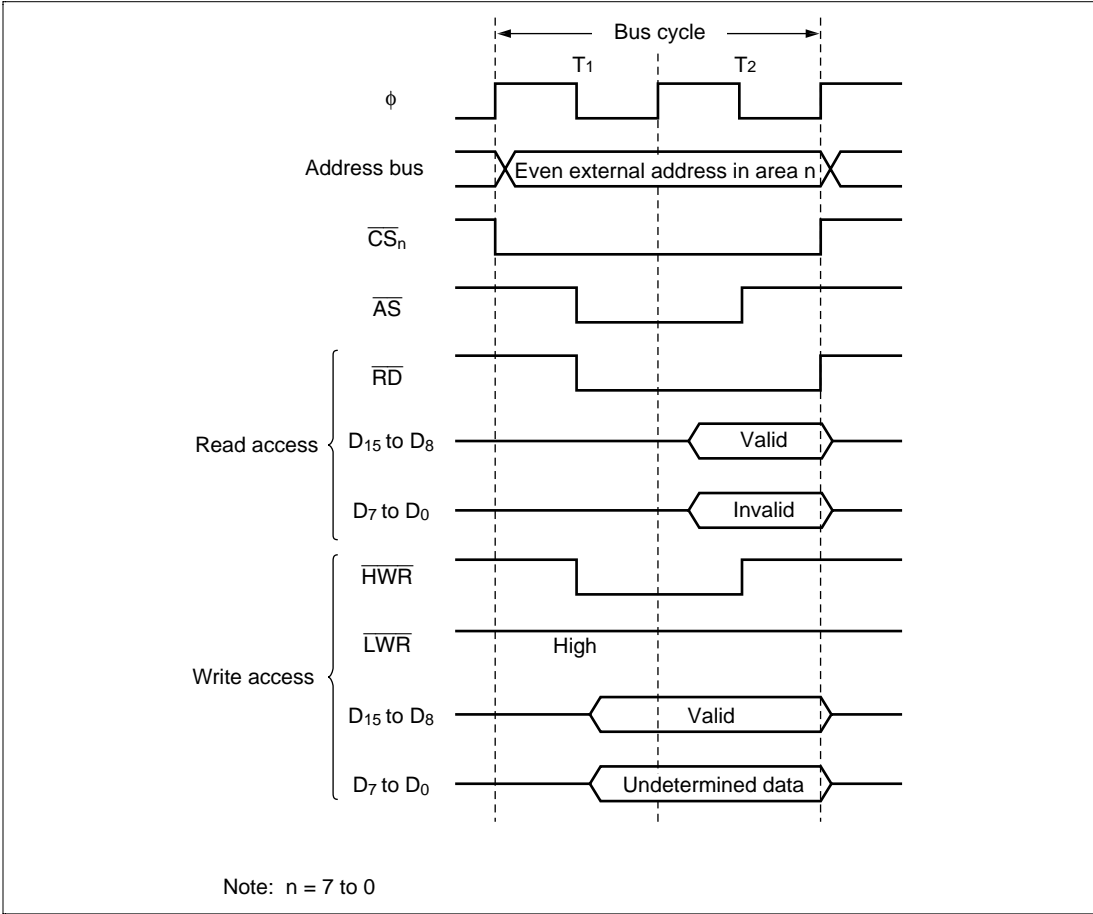 Bus cycle
T1 T2
ϕ
Address bus Even external address in area n
CSn
AS
RD
Read access D15 to D8 Valid
D7 to D0 Invalid
HWR
LWR High
Write access
D15 to D8 Valid
D7 to D0 Undetermined data
Note: n = 7 to 0